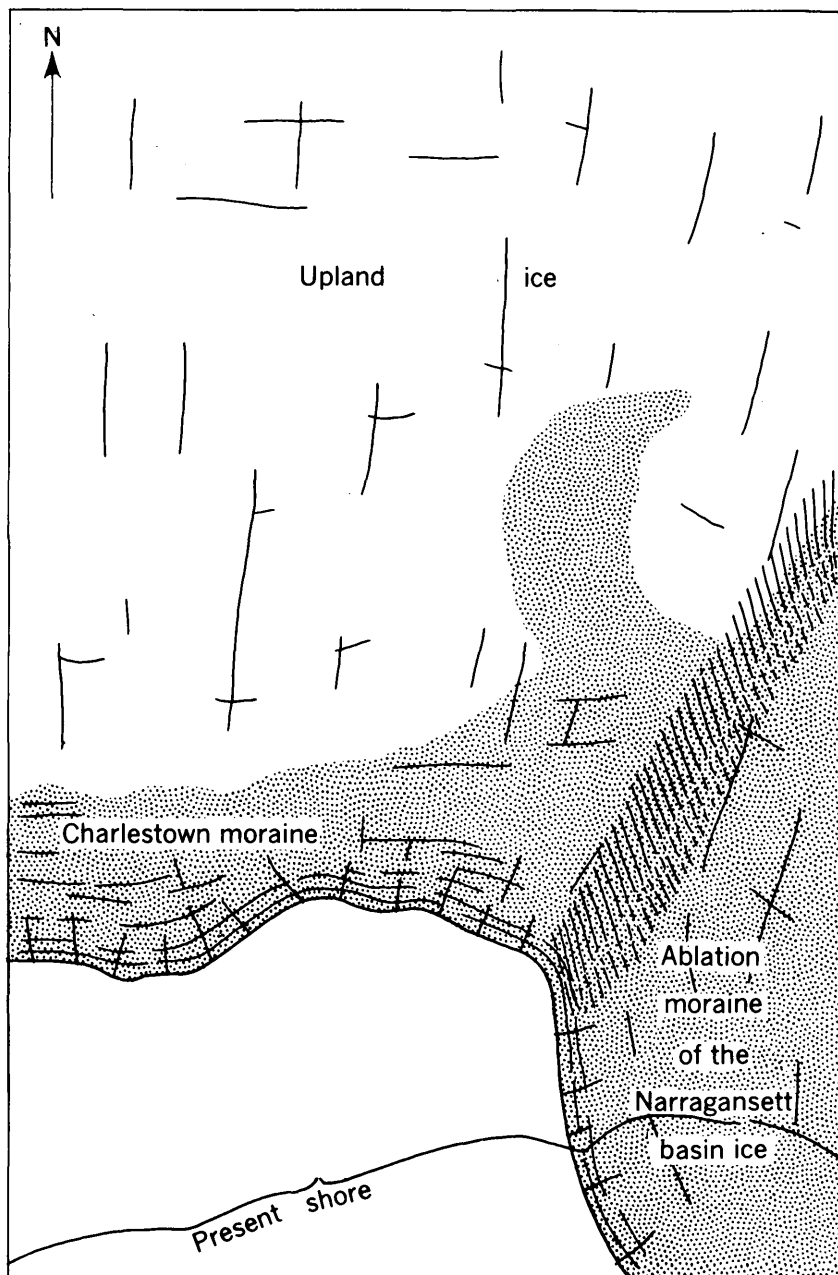 N
Upland ice
Charlestown moraine
Ablation
moraine
of the
Narragansett
basin ice
Present shore